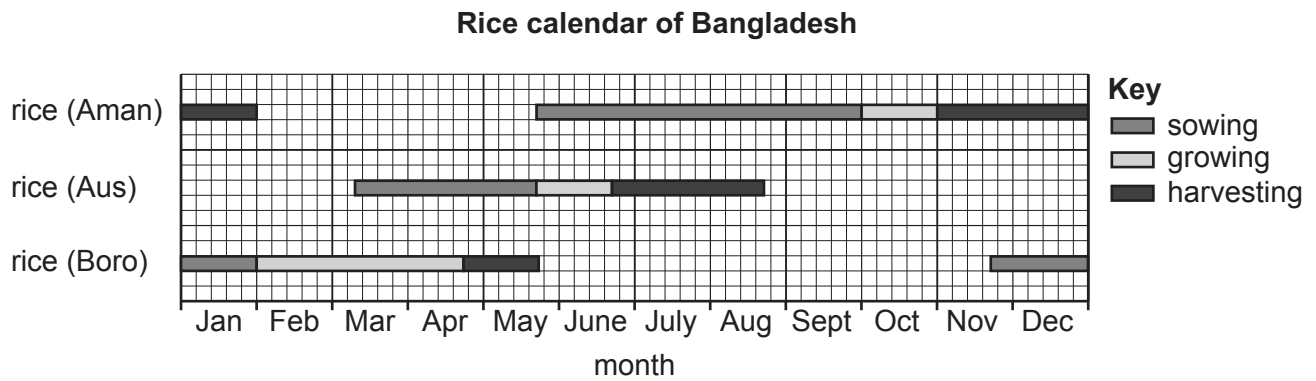 Rice calendar of Bangladesh
rice (Aman)
rice (Aus)
rice (Boro)
Key
sowing
growing
harvesting
Jan Feb Mar Apr May June July Aug Sept Oct Nov Dec
month